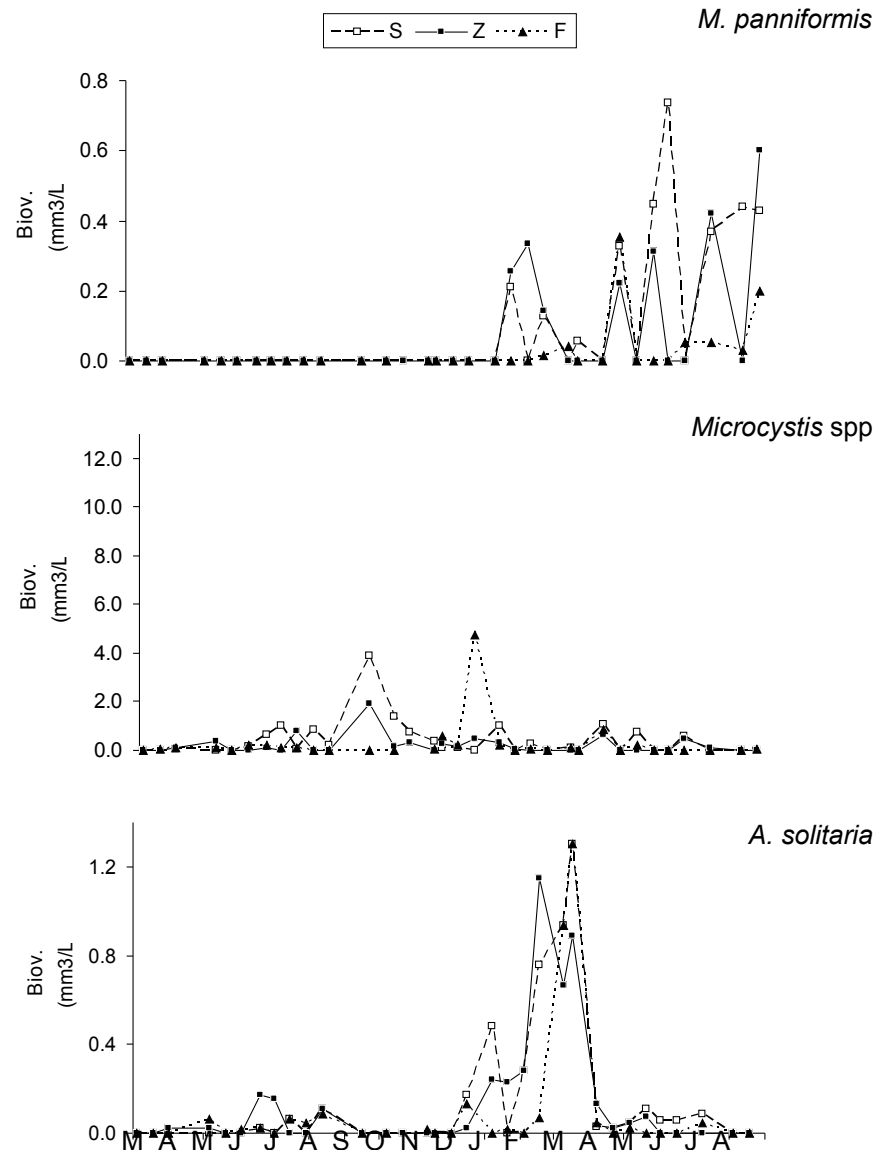 S Z F
M. panniformis
0.8
0.6
0.4
0.2
0.0
Biov.
(mm3/L)
Microcystis spp
12.0
10.0
8.0
6.0
4.0
2.0
0.0
Biov.
(mm3/L)
A. solitaria
1.2
0.8
0.4
0.0
Biov.
(mm3/L
M A M J J A S O N D J F M A M J J A